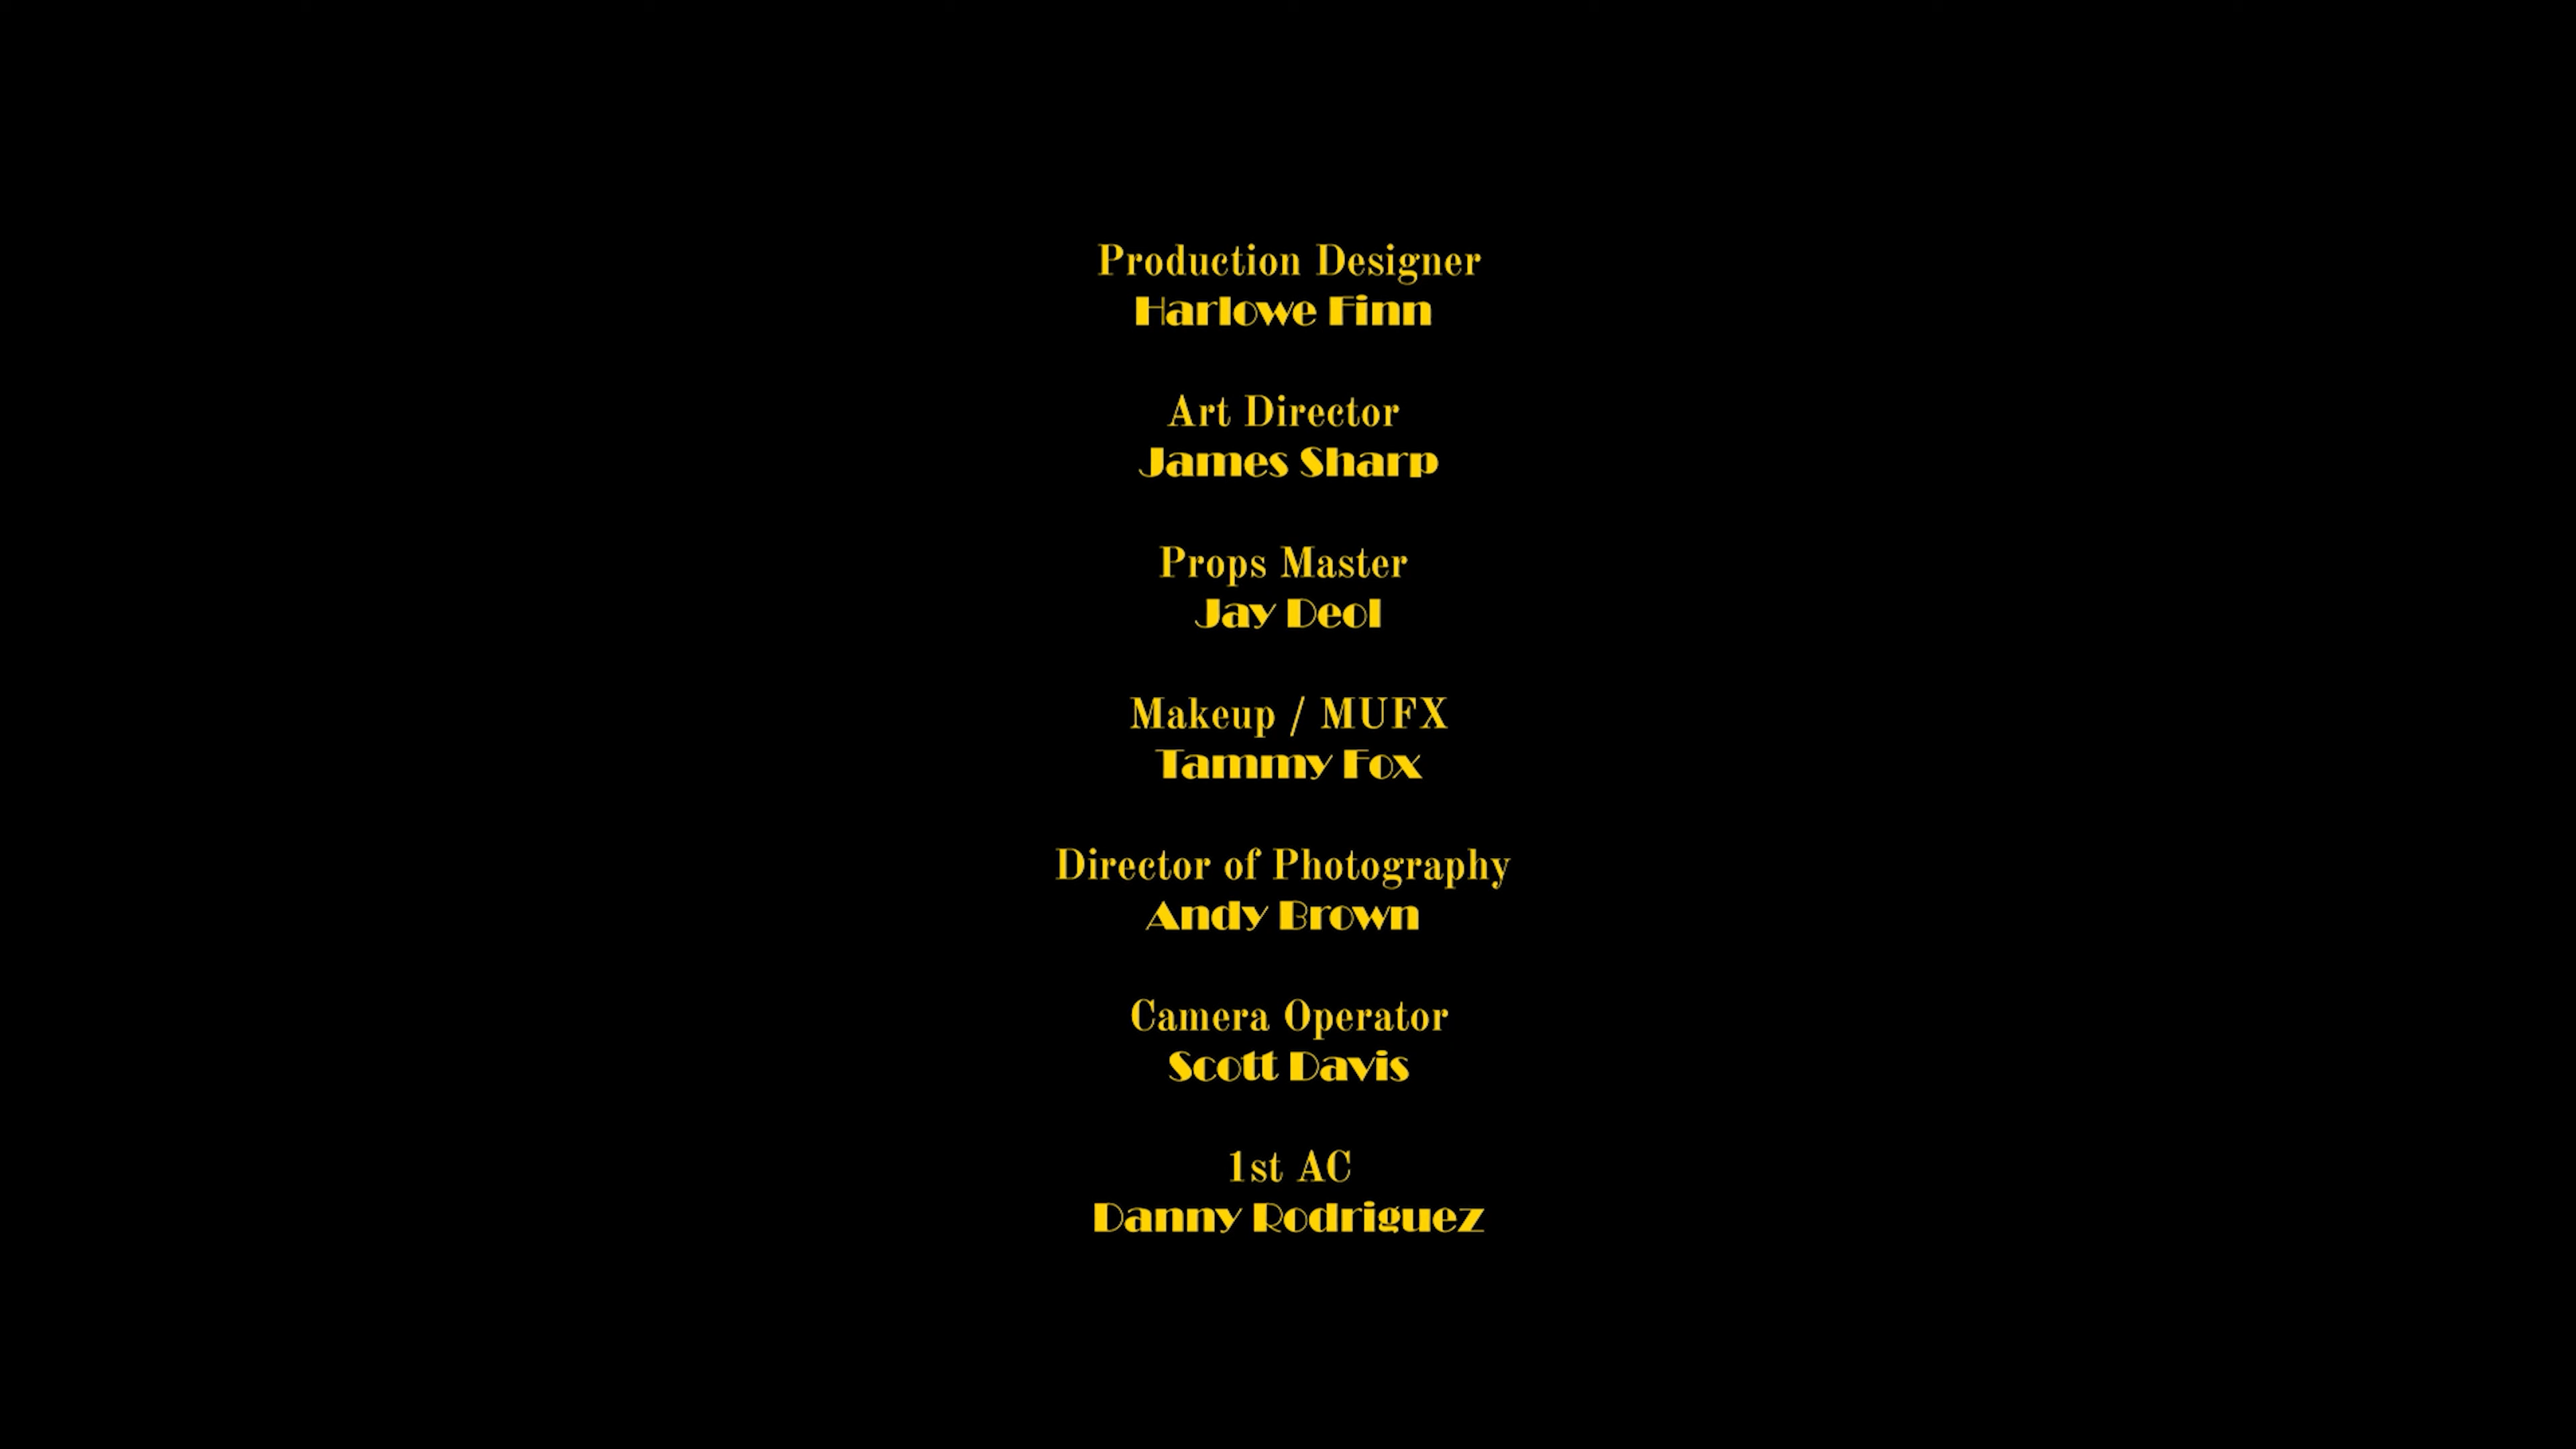 Production Designer
Harlowe Finn
Art Director
James Sharp
Props Master
Jay Deol
Makeup / MUFX
Tammy Fox
Director of Photography
Andy Brown
Camera Operator
Scott Davis
1st AC
Danny Rodriguez